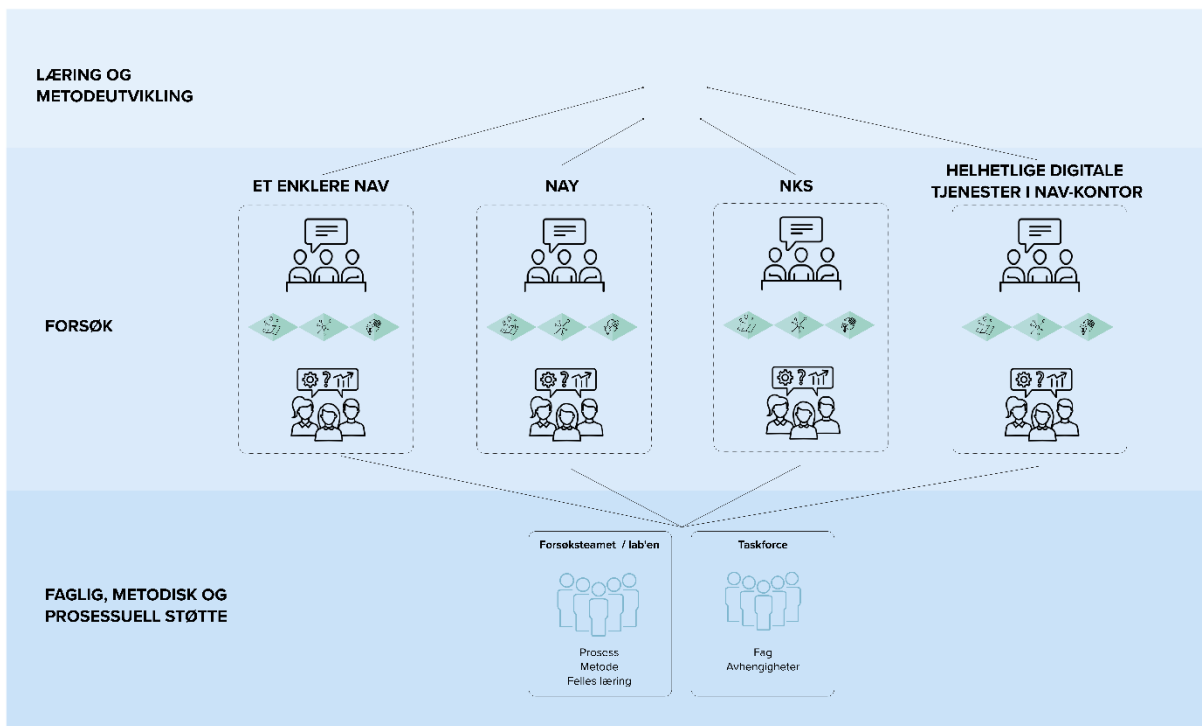 LÆRING OG
METODEUTVIKLING
ET ENKLERE NAV
NAY
NKS
HELHETLIGE DIGITALE
TJENESTER I NAV-KONTOR
FORSØK
?
?
?
?
FAGLIG, METODISK OG
PROSESSUELL STØTTE
Forsøksteamet / lab'en
Prosess
Metode
Felles læring
Taskforce
Fag
Avhengigheter